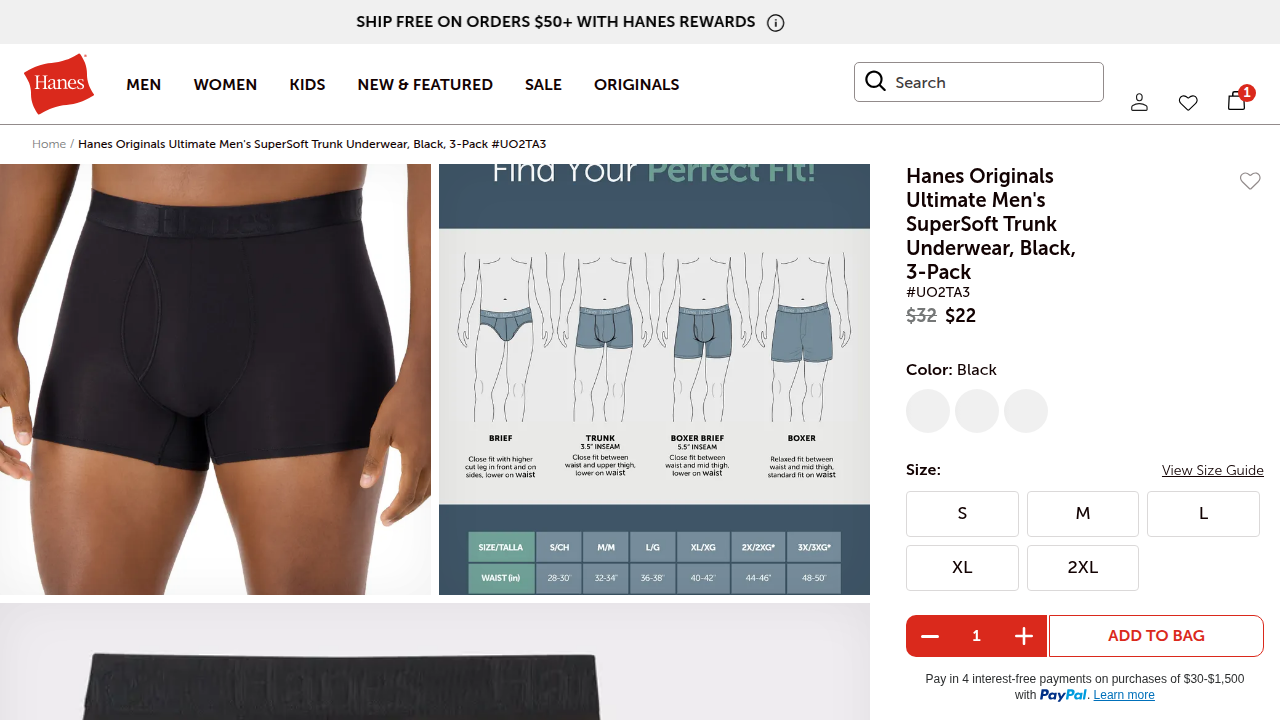 SHIP FREE ON ORDERS $50+ WITH HANES REWARDS
Hanes
MEN
WOMEN
KIDS
NEW & FEATURED
SALE
ORIGINALS
Search
1
Home / Hanes Originals Ultimate Men's SuperSoft Trunk Underwear, Black, 3-Pack #UO2TA3
Hanes
Find Your Perfect Fit!
BRIEF
Close fit with higher
cut leg in front and on
sides, lower on waist
TRUNK
3.5" INSEAM
Close fit between
waist and upper thigh,
lower on waist
BOXER BRIEF
5.5" INSEAM
Close fit between
waist and mid thigh,
lower on waist
BOXER
Relaxed fit between
waist and mid thigh,
standard fit on waist
SIZE/TALLA S/CH M/M L/G XL/XG 2X/2XG* 3X/3XG*
WAIST (in) 28-30" 32-34" 36-38" 40-42" 44-46" 48-50"
Hanes
Hanes Originals
Ultimate Men's
SuperSoft Trunk
Underwear, Black,
3-Pack
#UO2TA3
$32 $22
Color: Black
Size:
View Size Guide
S
M
L
XL
2XL
1
ADD TO BAG
Pay in 4 interest-free payments on purchases of $30-$1,500
with PayPal. Learn more